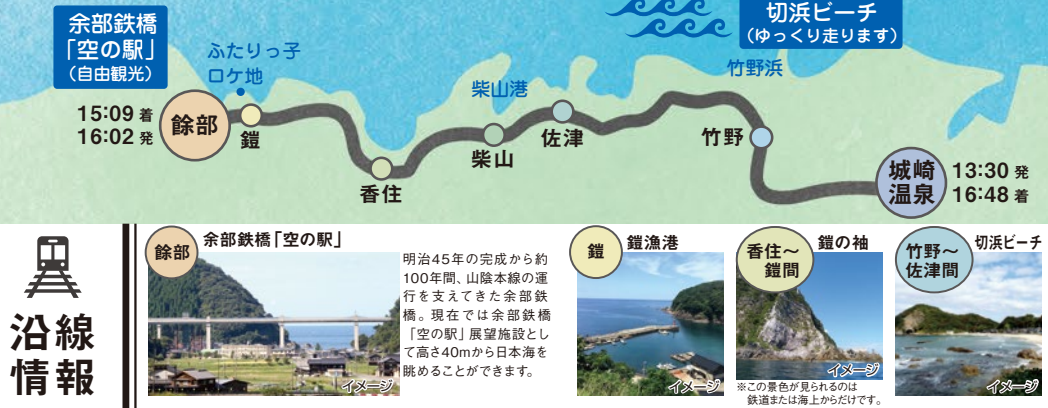 余部鉄橋
「空の駅」
（自由観光）
ふたりっ子
ロケ地
切浜ビーチ
（ゆっくり走ります）
竹野浜
柴山港
15:09 着
16:02 発
餘部
鎧
香住
柴山
佐津
竹野
城崎
温泉
13:30 発
16:48 着
沿線
情報
餘部
余部鉄橋「空の駅」
イメージ
明治45年の完成から約
100年間、山陰本線の運
行を支えてきた余部鉄
橋。現在では余部鉄橋
「空の駅」展望施設とし
て高さ40mから日本海を
眺めることができます。
鎧
鎧漁港
イメージ
香住～
鎧間
鎧の袖
イメージ
※この景色が見られるのは
鉄道または海上からだけです。
竹野～
佐津間
切浜ビーチ
イメージ